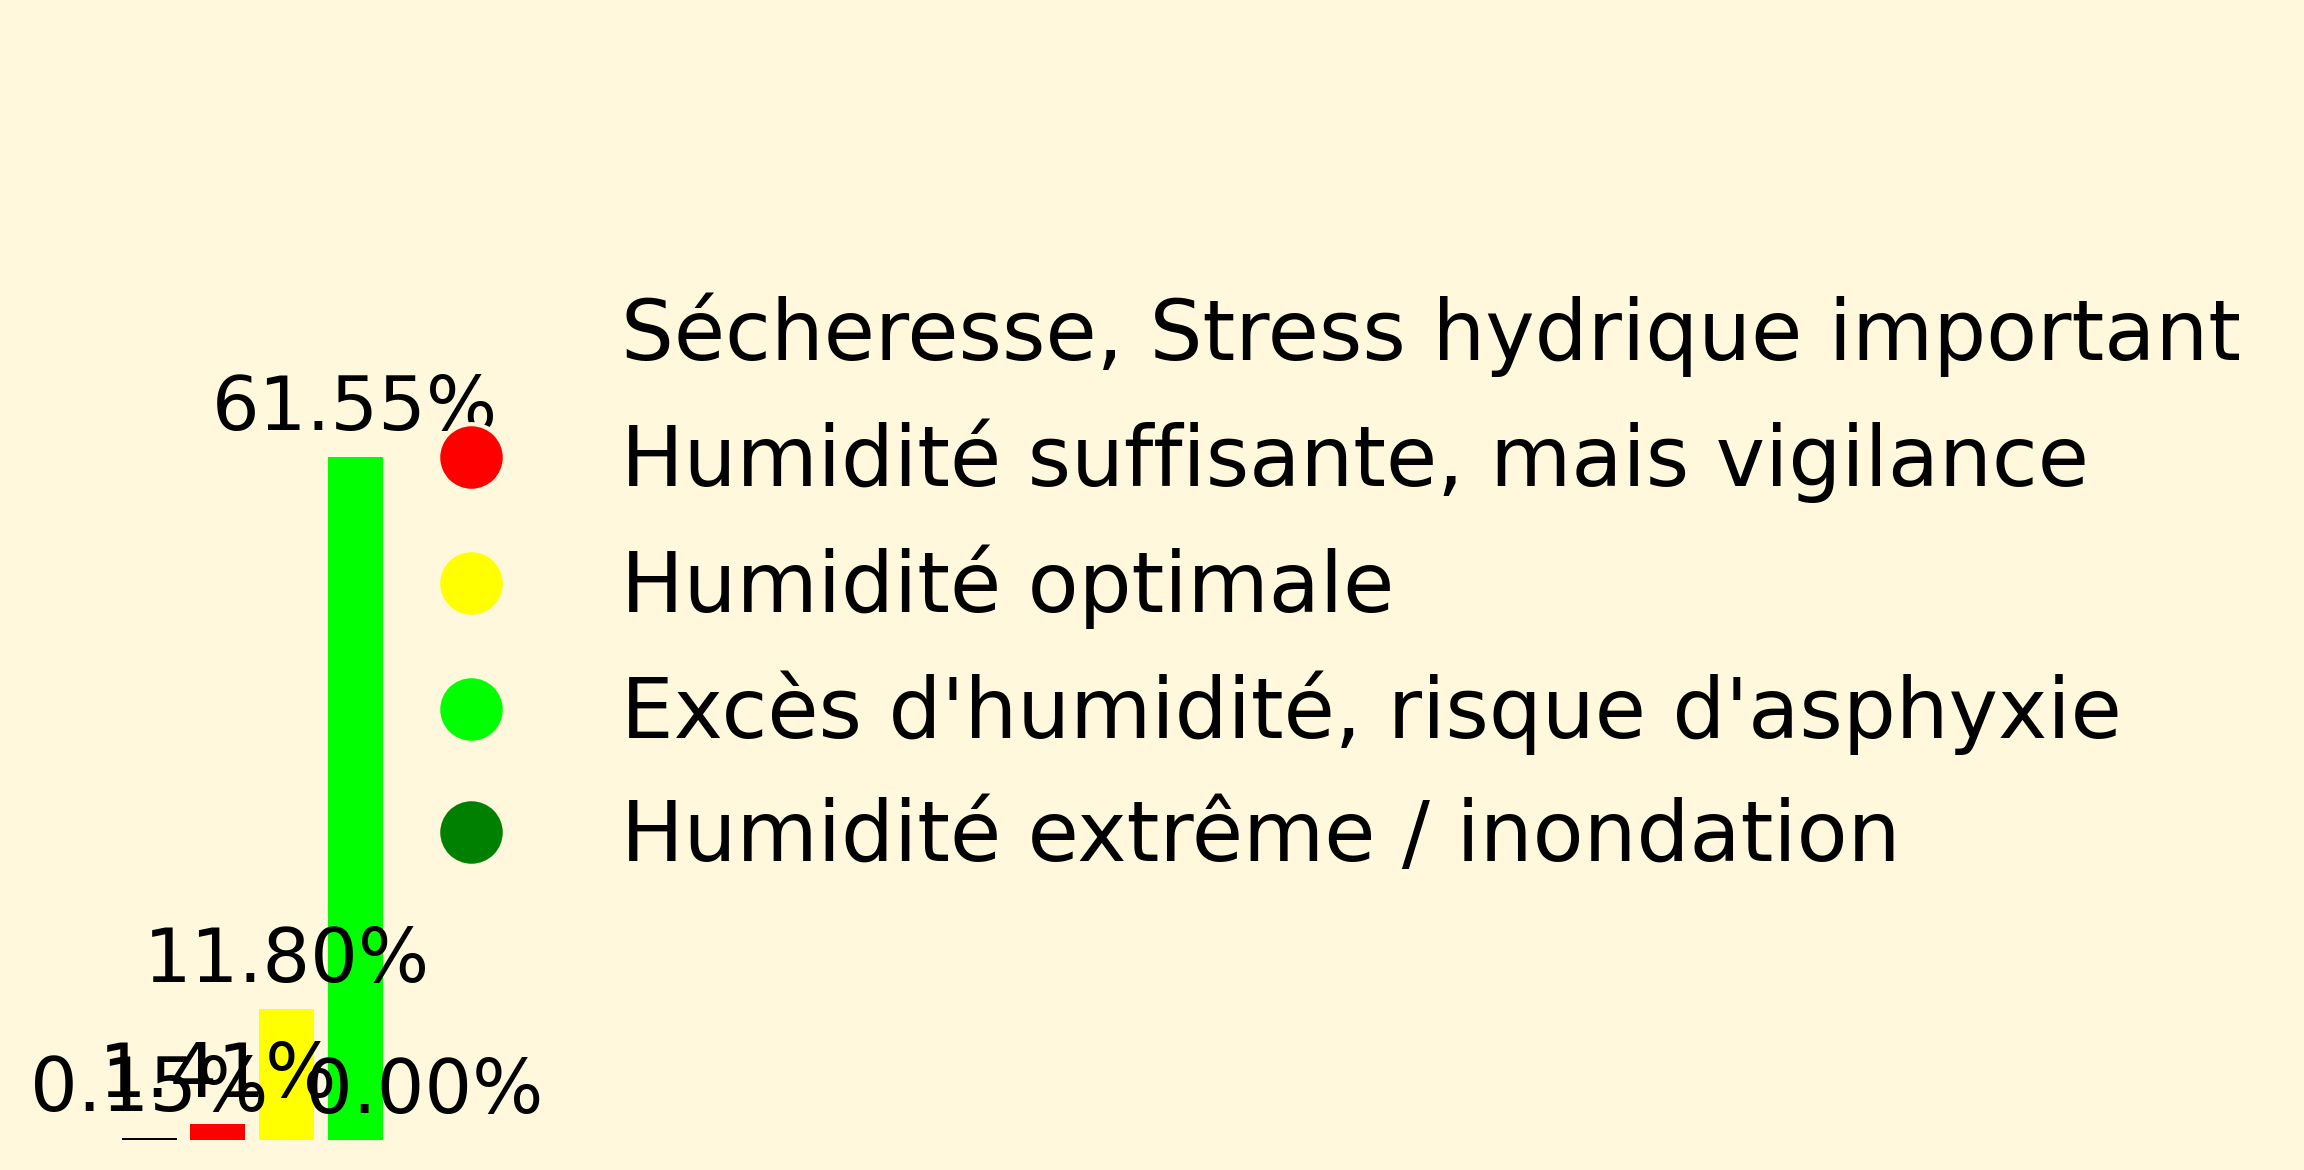 Sécheresse, Stress hydrique important
61.55%
Humidité suffisante, mais vigilance
Humidité optimale
Excès d'humidité, risque d'asphyxie
Humidité extrême / inondation
11.80%
1.41%
0.15%
0.00%